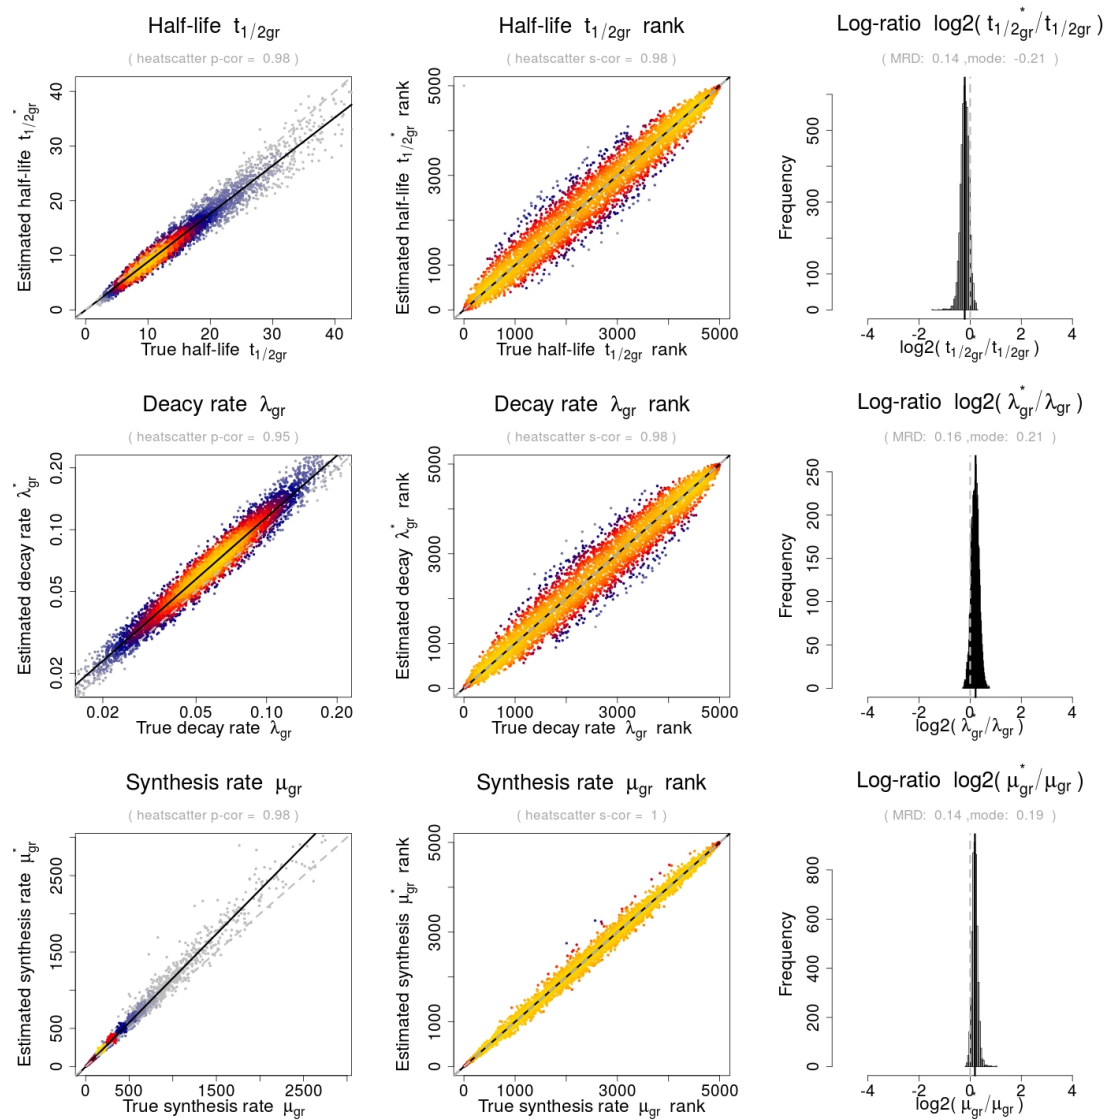 Half-life t1/2gr
( heatscatter p-cor = 0.98 )
Estimated half-life t*1/2gr
40
30
20
10
0
0 10 20 30 40
True half-life t1/2gr
Half-life t1/2gr rank
( heatscatter s-cor = 0.98 )
Estimated half-life t*1/2gr rank
5000
3000
1000
0
0 1000 3000 5000
True half-life t1/2gr rank
Log-ratio log2( t*1/2gr/t1/2gr )
( MRD: 0.14 ,mode: -0.21 )
Frequency
500
300
100
0
-4 -2 0 2 4
log2( t*1/2gr/t1/2gr )
Deacy rate λgr
( heatscatter p-cor = 0.95 )
Estimated decay rate λ*gr
0.20
0.10
0.05
0.02
0.02 0.05 0.10 0.20
True decay rate λgr
Decay rate λgr rank
( heatscatter s-cor = 0.98 )
Estimated decay λ*gr rank
5000
3000
1000
0
0 1000 3000 5000
True decay rate λgr rank
Log-ratio log2( λ*gr/λgr )
( MRD: 0.16 ,mode: 0.21 )
Frequency
250
200
150
100
50
0
-4 -2 0 2 4
log2( λ*gr/λgr )
Synthesis rate μgr
( heatscatter p-cor = 0.98 )
Estimated synthesis rate μ*gr
2500
1500
500
0
0 500 1500 2500
True synthesis rate μgr
Synthesis rate μgr rank
( heatscatter s-cor = 1 )
Estimated synthesis μ*gr rank
5000
3000
1000
0
0 1000 3000 5000
True synthesis rate μgr rank
Log-ratio log2( μ*gr/μgr )
( MRD: 0.14 ,mode: 0.19 )
Frequency
800
600
400
200
0
-4 -2 0 2 4
log2( μ*gr/μgr )